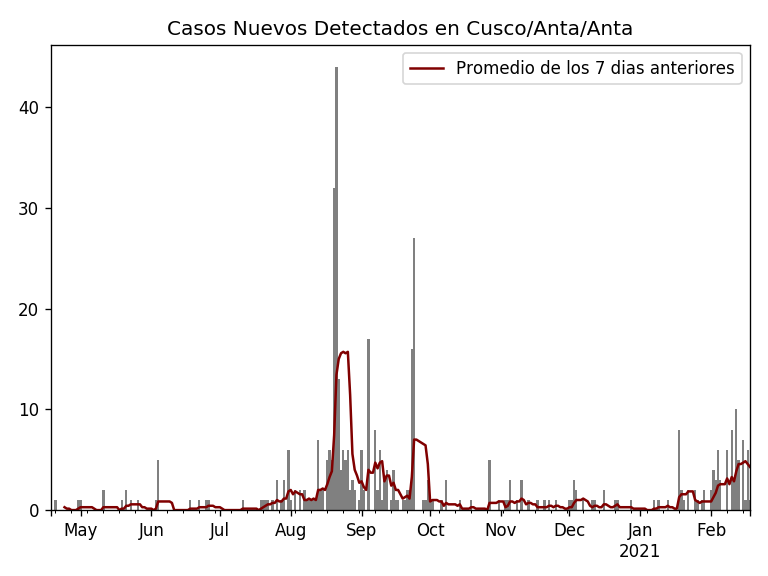 Casos Nuevos Detectados en Cusco/Anta/Anta
Promedio de los 7 dias anteriores
40
30
20
10
0
May Jun Jul Aug Sep Oct Nov Dec Jan Feb
2021